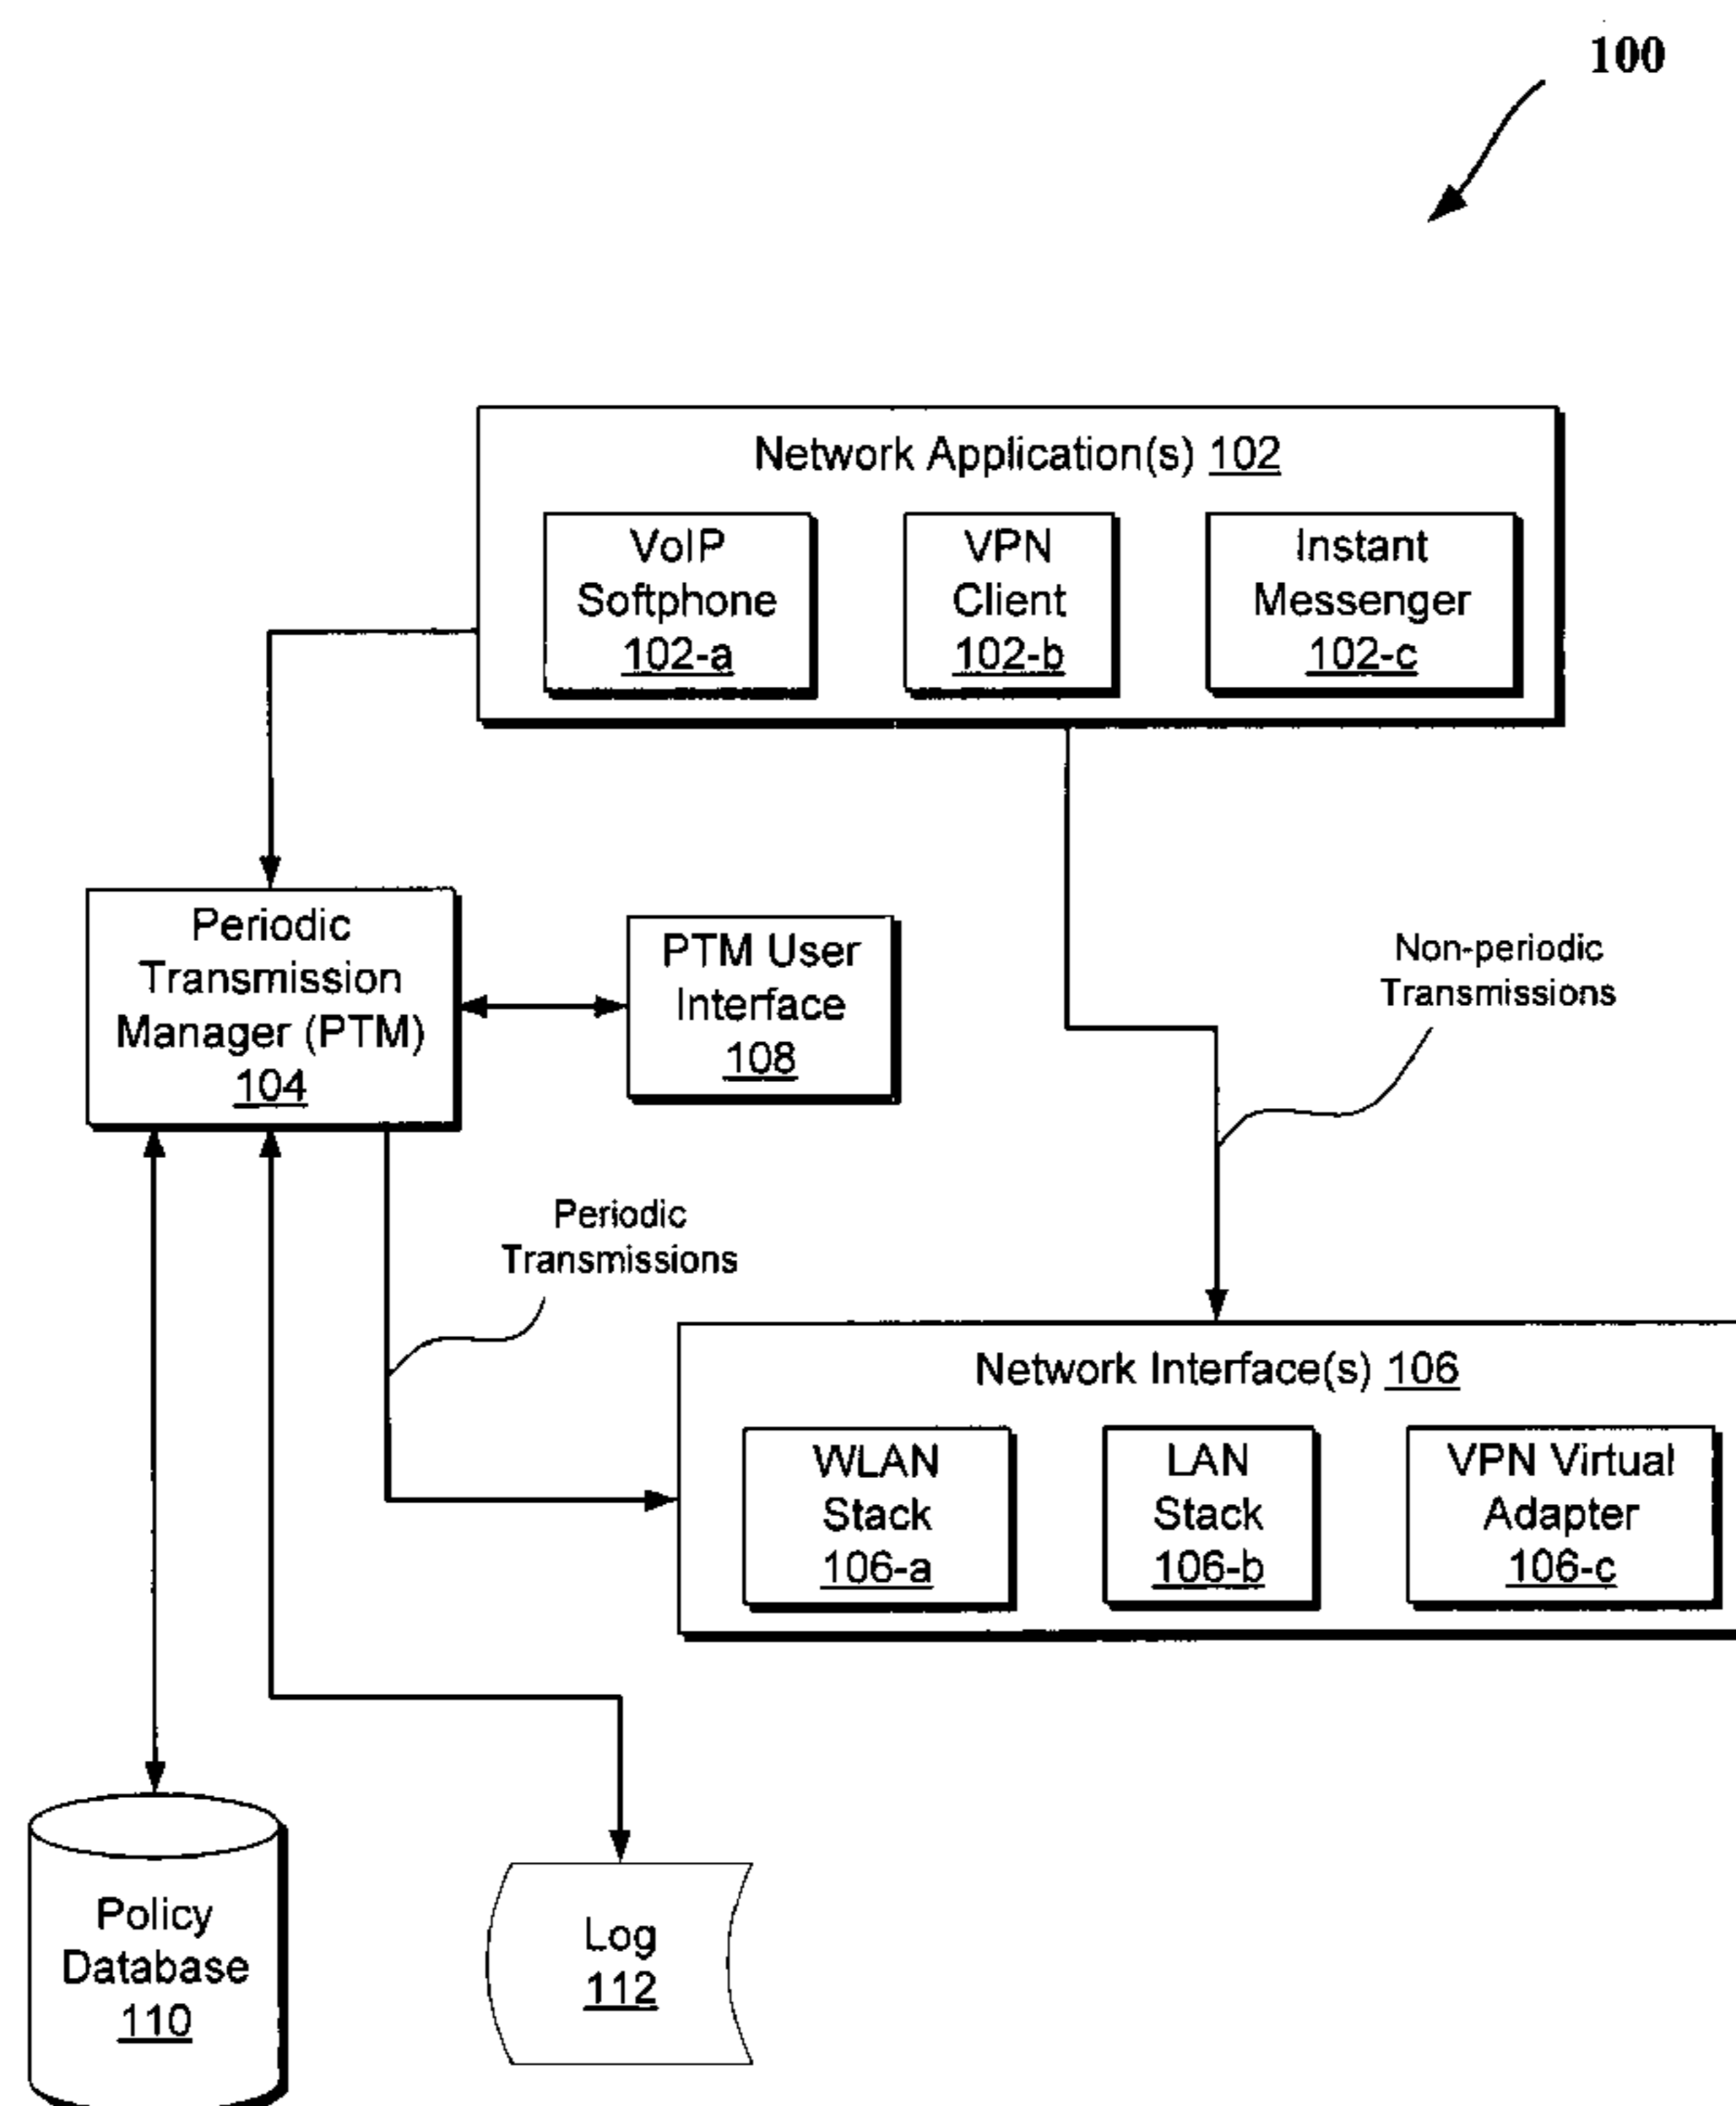 100
Network Application(s) 102
VoIP
Softphone
102-a
VPN
Client
102-b
Instant
Messenger
102-c
Periodic
Transmission
Manager (PTM)
104
PTM User
Interface
108
Non-periodic
Transmissions
Periodic
Transmissions
Network Interface(s) 106
WLAN
Stack
106-a
LAN
Stack
106-b
VPN Virtual
Adapter
106-c
Policy
Database
110
Log
112